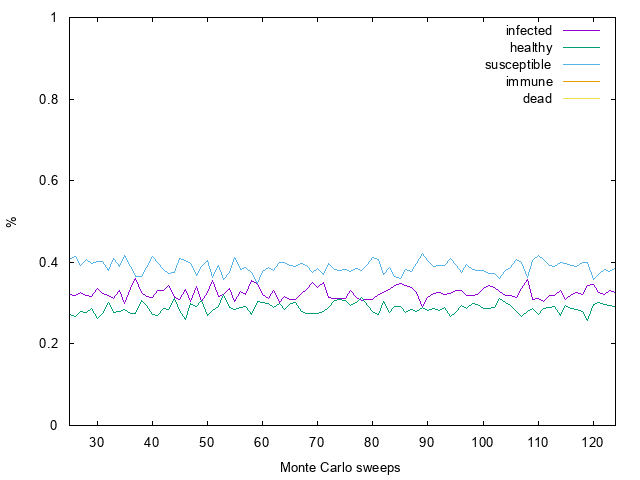 1
infected
healthy
susceptible
immune
dead
0.8
0.6
%
0.4
0.2
0
30 40 50 60 70 80 90 100 110 120
Monte Carlo sweeps